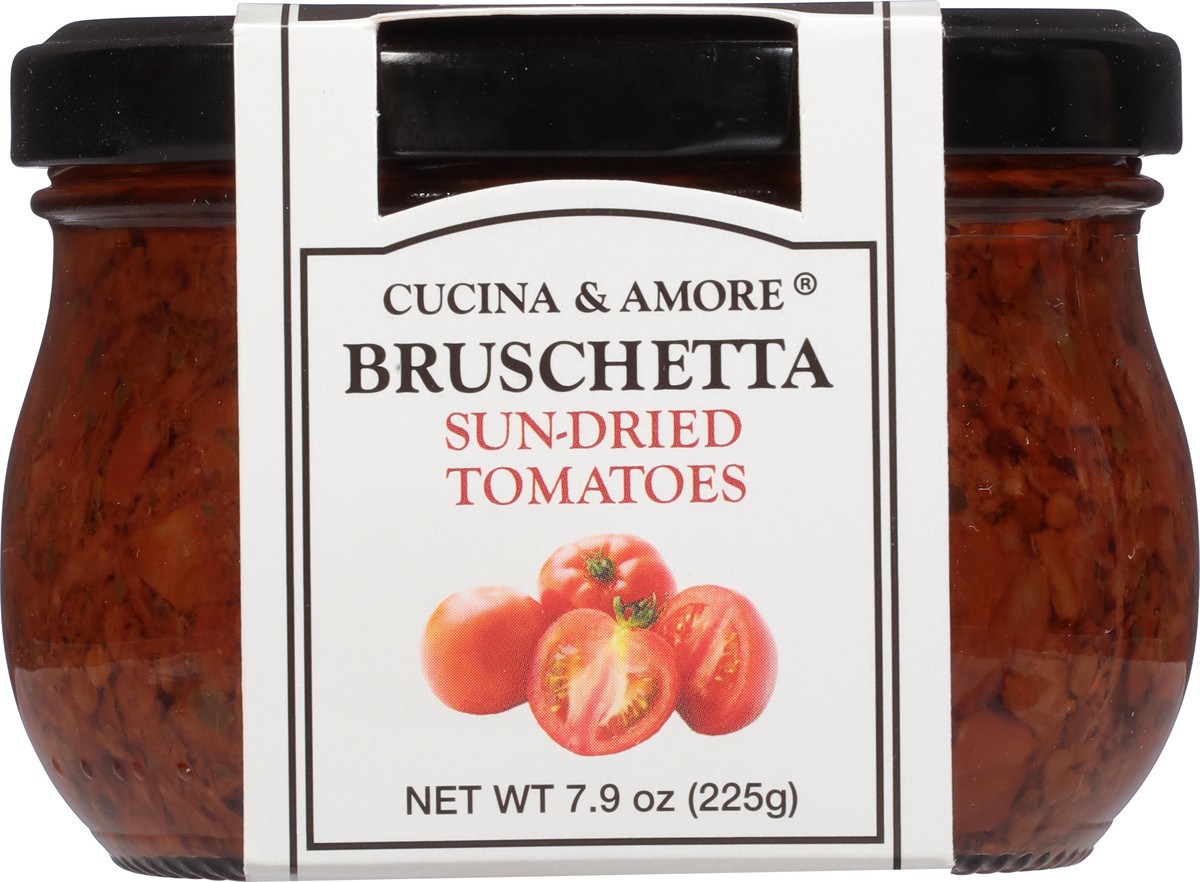 CUCINA & AMORE®
BRUSCHETTA
SUN-DRIED
TOMATOES
NET WT 7.9 oz (225g)